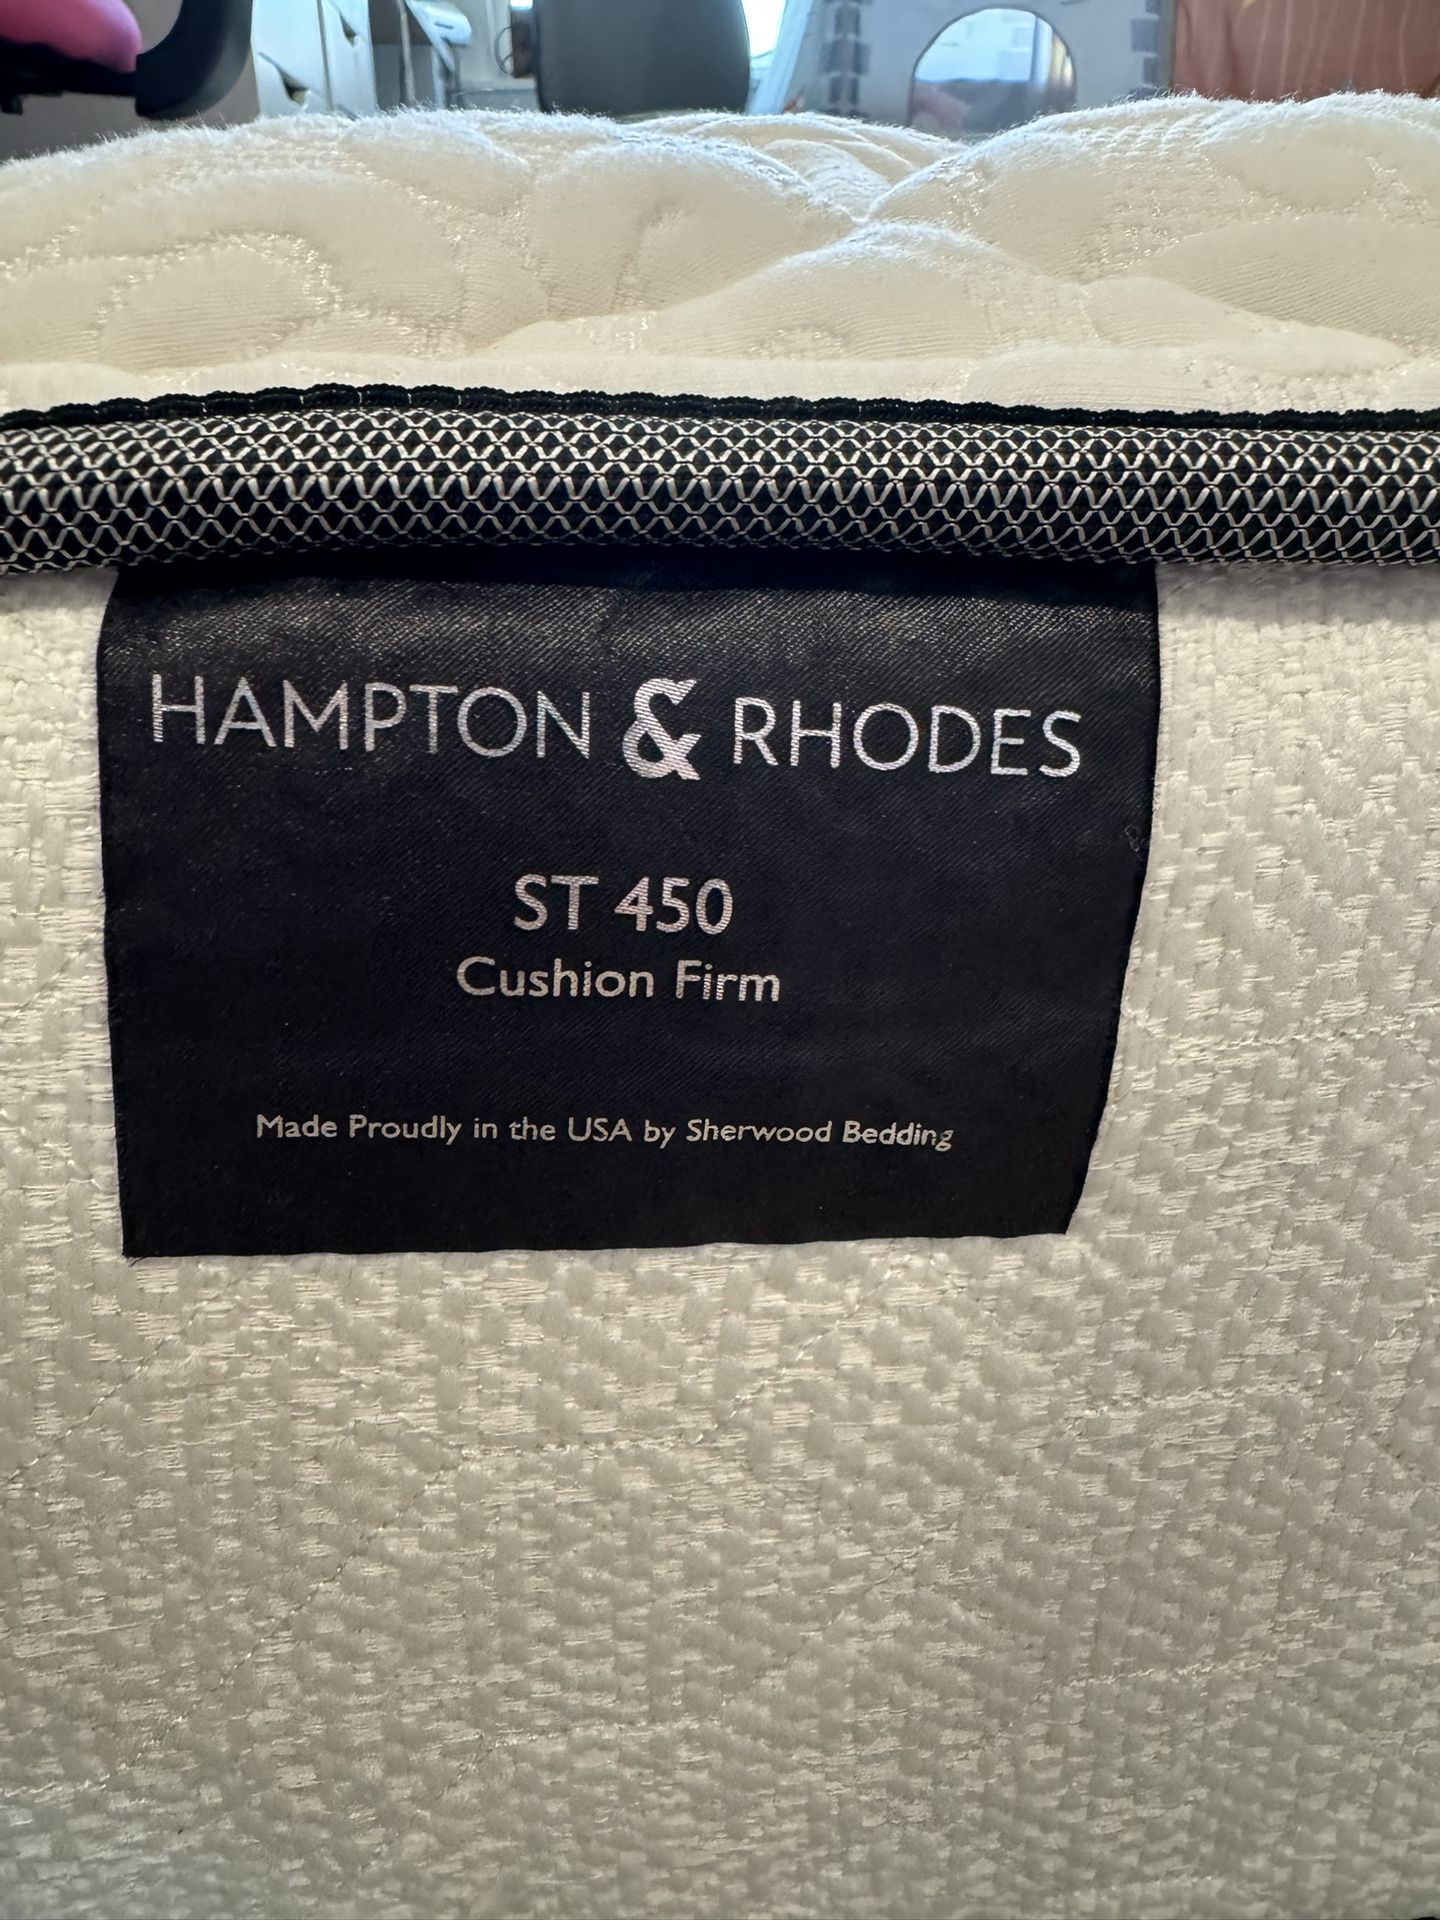 HAMPTON & RHODES
ST 450
Cushion Firm
Made Proudly in the USA by Sherwood Bedding